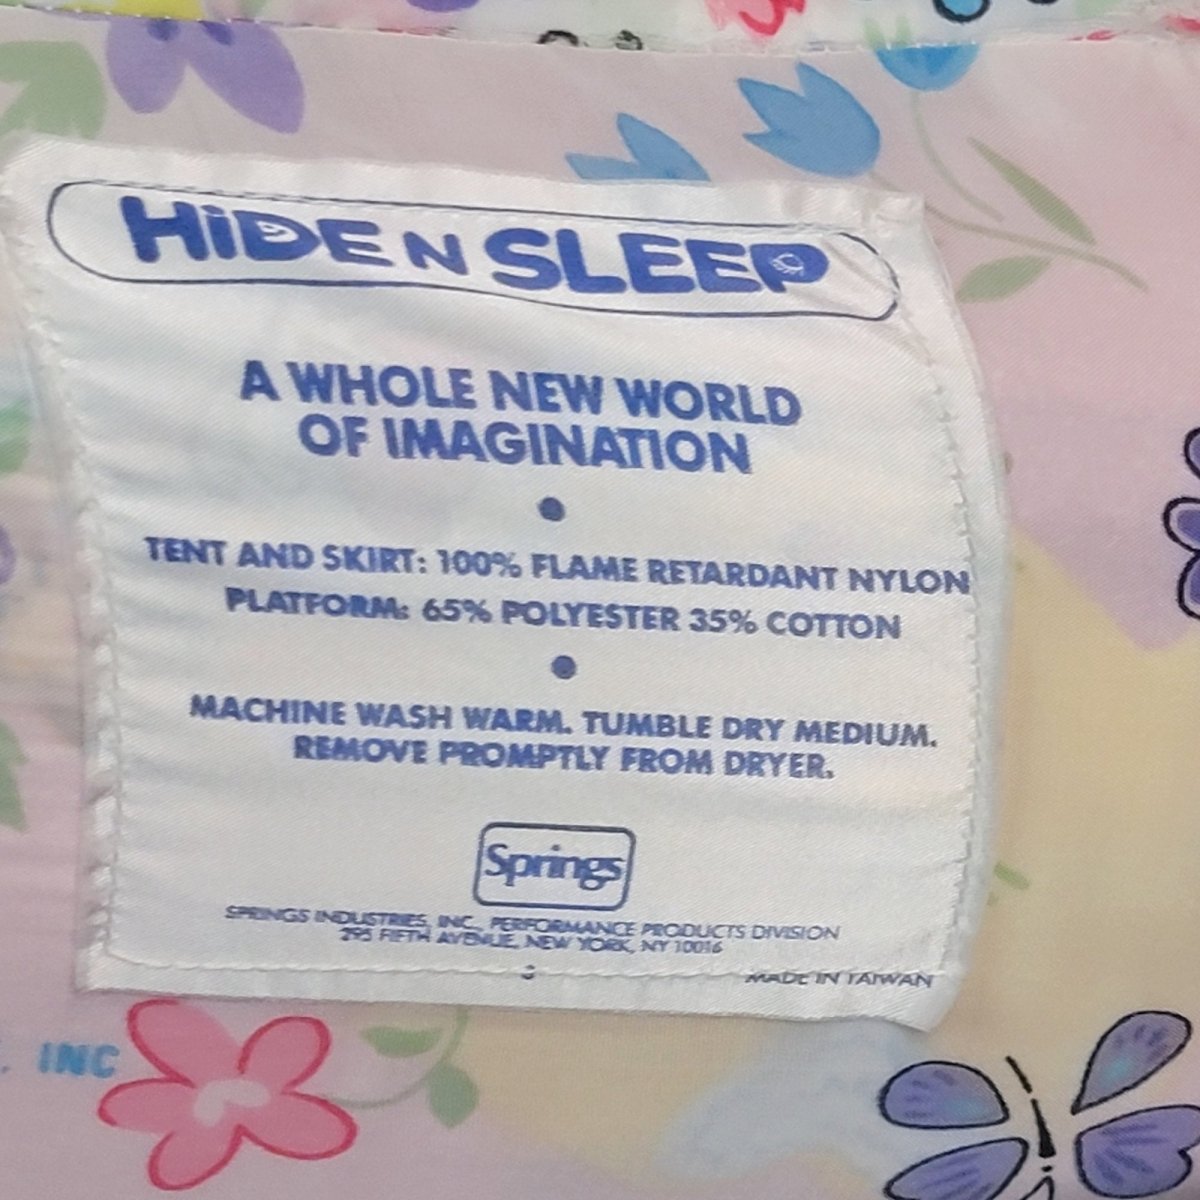 HiDE N SLEEP
A WHOLE NEW WORLD
OF IMAGINATION
TENT AND SKIRT: 100% FLAME RETARDANT NYLON
PLATFORM: 65% POLYESTER 35% COTTON
MACHINE WASH WARM. TUMBLE DRY MEDIUM.
REMOVE PROMPTLY FROM DRYER.
Springs
SPRINGS INDUSTRIES, INC., PERFORMANCE PRODUCTS DIVISION
295 FIFTH AVENUE, NEW YORK, NY 10016
MADE IN TAIWAN
. INC